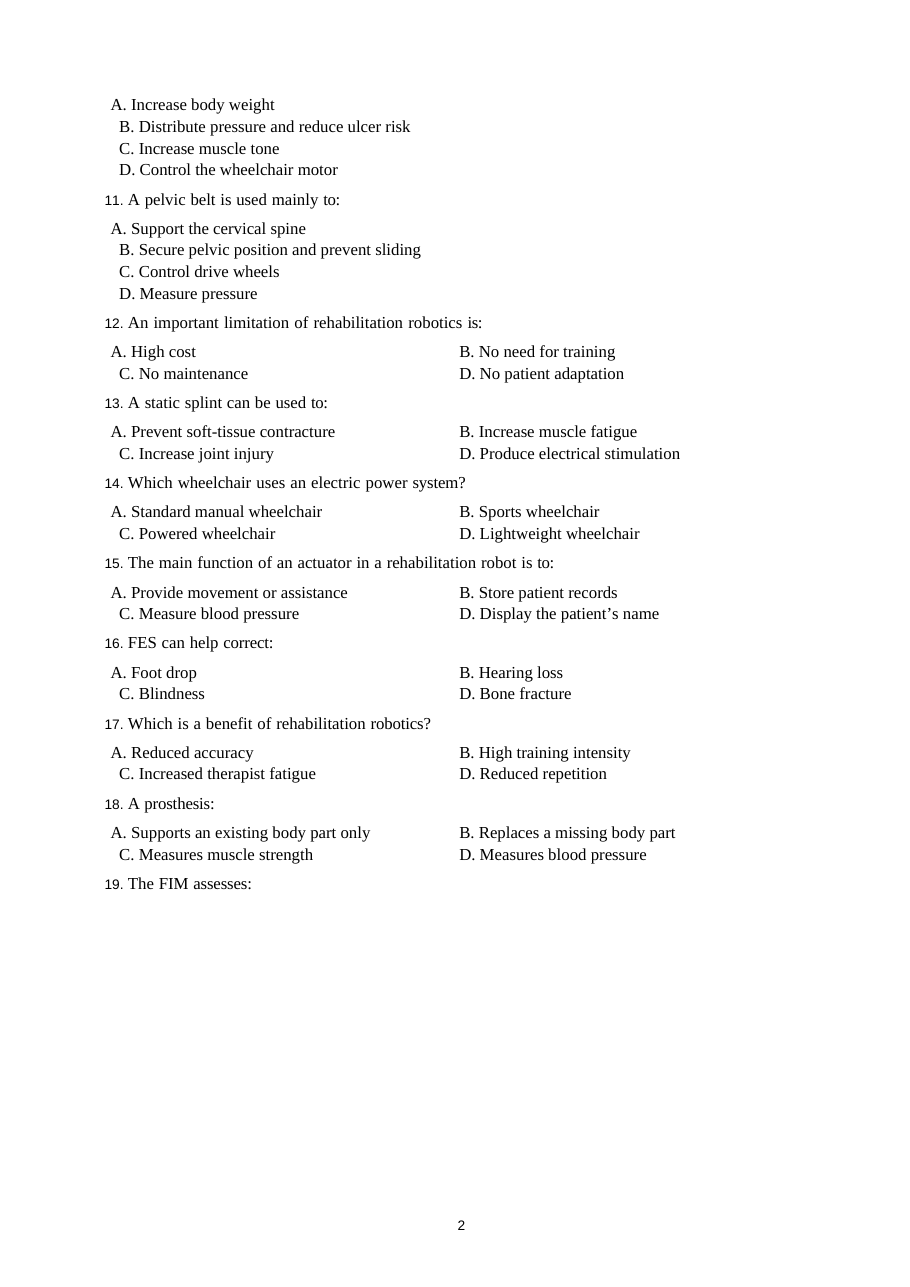 A. Increase body weight
B. Distribute pressure and reduce ulcer risk
C. Increase muscle tone
D. Control the wheelchair motor
11. A pelvic belt is used mainly to:
A. Support the cervical spine
B. Secure pelvic position and prevent sliding
C. Control drive wheels
D. Measure pressure
12. An important limitation of rehabilitation robotics is:
A. High cost B. No need for training
C. No maintenance D. No patient adaptation
13. A static splint can be used to:
A. Prevent soft-tissue contracture B. Increase muscle fatigue
C. Increase joint injury D. Produce electrical stimulation
14. Which wheelchair uses an electric power system?
A. Standard manual wheelchair B. Sports wheelchair
C. Powered wheelchair D. Lightweight wheelchair
15. The main function of an actuator in a rehabilitation robot is to:
A. Provide movement or assistance B. Store patient records
C. Measure blood pressure D. Display the patient’s name
16. FES can help correct:
A. Foot drop B. Hearing loss
C. Blindness D. Bone fracture
17. Which is a benefit of rehabilitation robotics?
A. Reduced accuracy B. High training intensity
C. Increased therapist fatigue D. Reduced repetition
18. A prosthesis:
A. Supports an existing body part only B. Replaces a missing body part
C. Measures muscle strength D. Measures blood pressure
19. The FIM assesses:
2